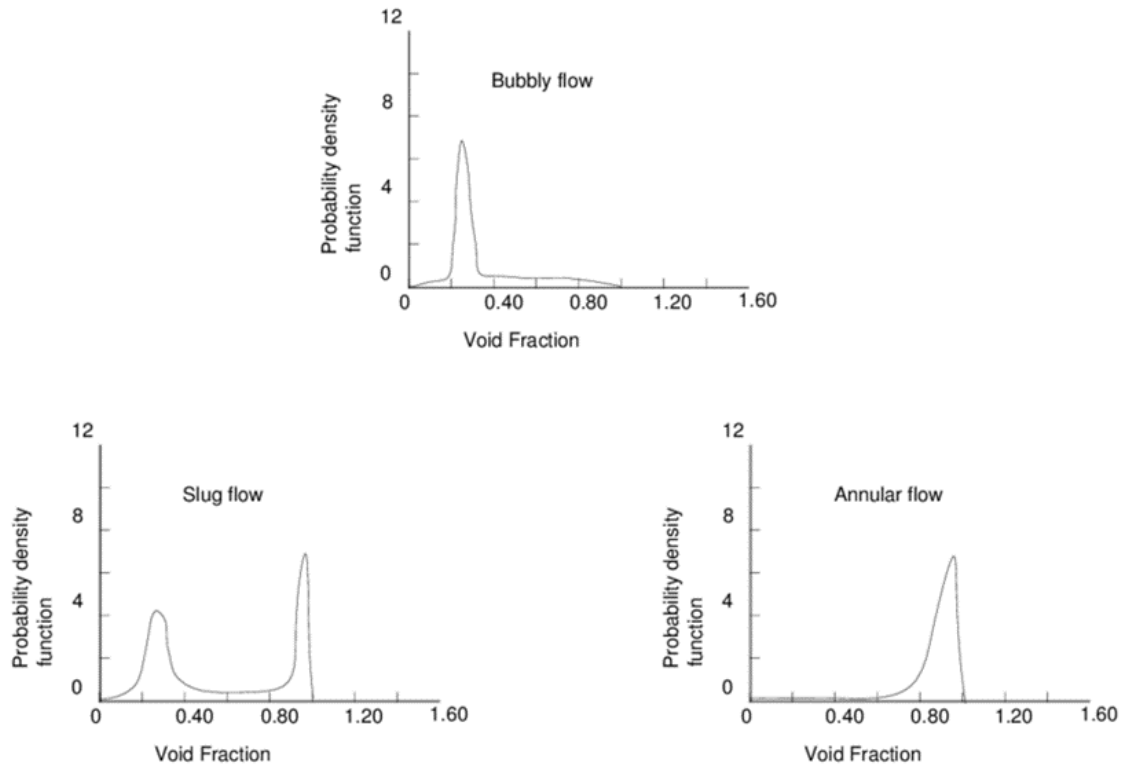 12
Bubbly flow
8
4
0
Probability density
function
0 0.40 0.80 1.20 1.60
Void Fraction
12
Slug flow
8
4
0
Probability density
function
0 0.40 0.80 1.20 1.60
Void Fraction
12
Annular flow
8
4
0
Probability density
function
0 0.40 0.80 1.20 1.60
Void Fraction